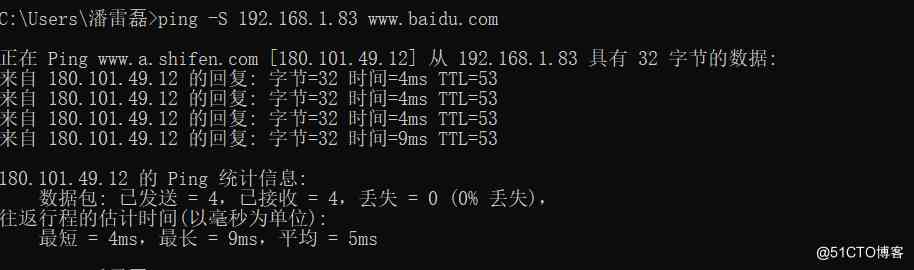 C:\Users\潘雷磊>ping -S 192.168.1.83 www.baidu.com
正在 Ping www.a.shifen.com [180.101.49.12] 从 192.168.1.83 具有 32 字节的数据:
来自 180.101.49.12 的回复: 字节=32 时间=4ms TTL=53
来自 180.101.49.12 的回复: 字节=32 时间=4ms TTL=53
来自 180.101.49.12 的回复: 字节=32 时间=4ms TTL=53
来自 180.101.49.12 的回复: 字节=32 时间=9ms TTL=53
180.101.49.12 的 Ping 统计信息:
数据包: 已发送 = 4，已接收 = 4，丢失 = 0 (0% 丢失)，
往返行程的估计时间(以毫秒为单位):
最短 = 4ms，最长 = 9ms，平均 = 5ms
@51CTO博客